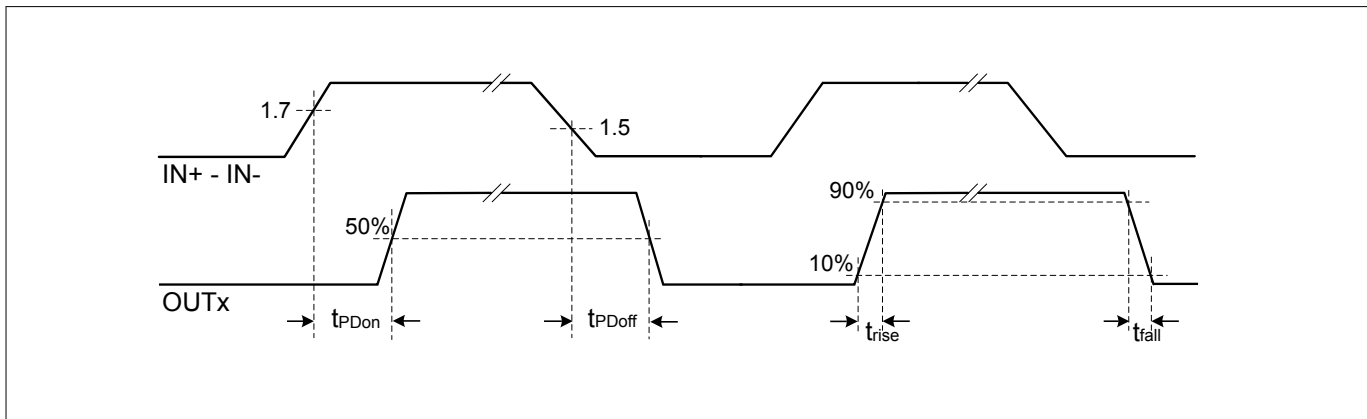 1.7
1.5
IN+ - IN-
90%
50%
10%
OUTx
tPDon
tPDoff
trise
tfall